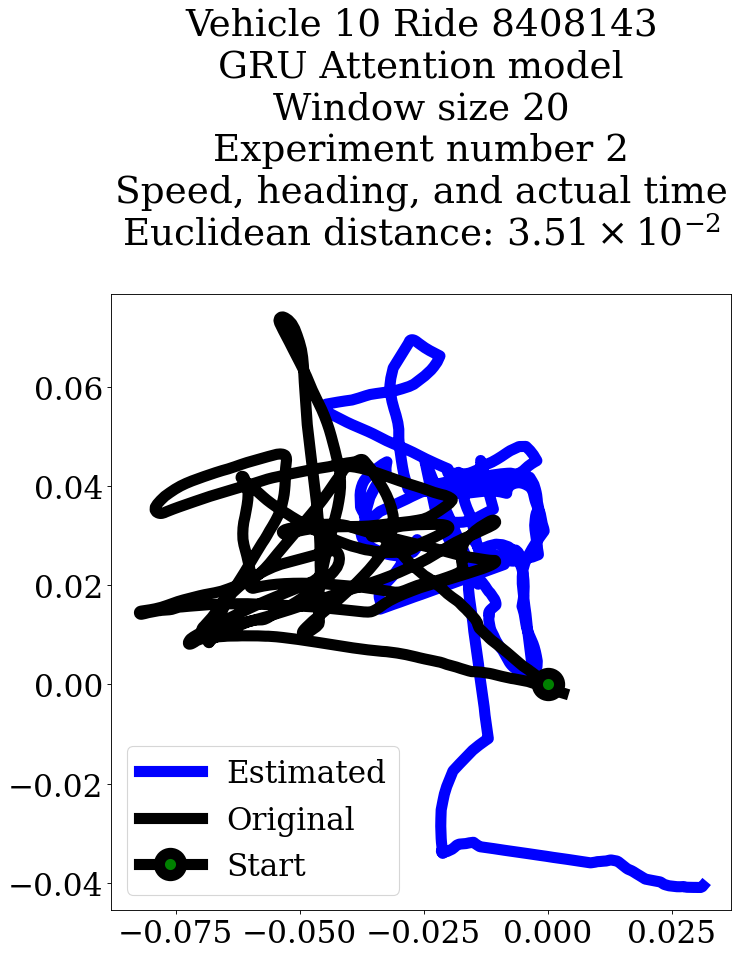 Vehicle 10 Ride 8408143
GRU Attention model
Window size 20
Experiment number 2
Speed, heading, and actual time
Euclidean distance: 3.51 × 10⁻²
0.06
0.04
0.02
0.00
−0.02
−0.04
Estimated
Original
Start
−0.075 −0.050 −0.025 0.000 0.025